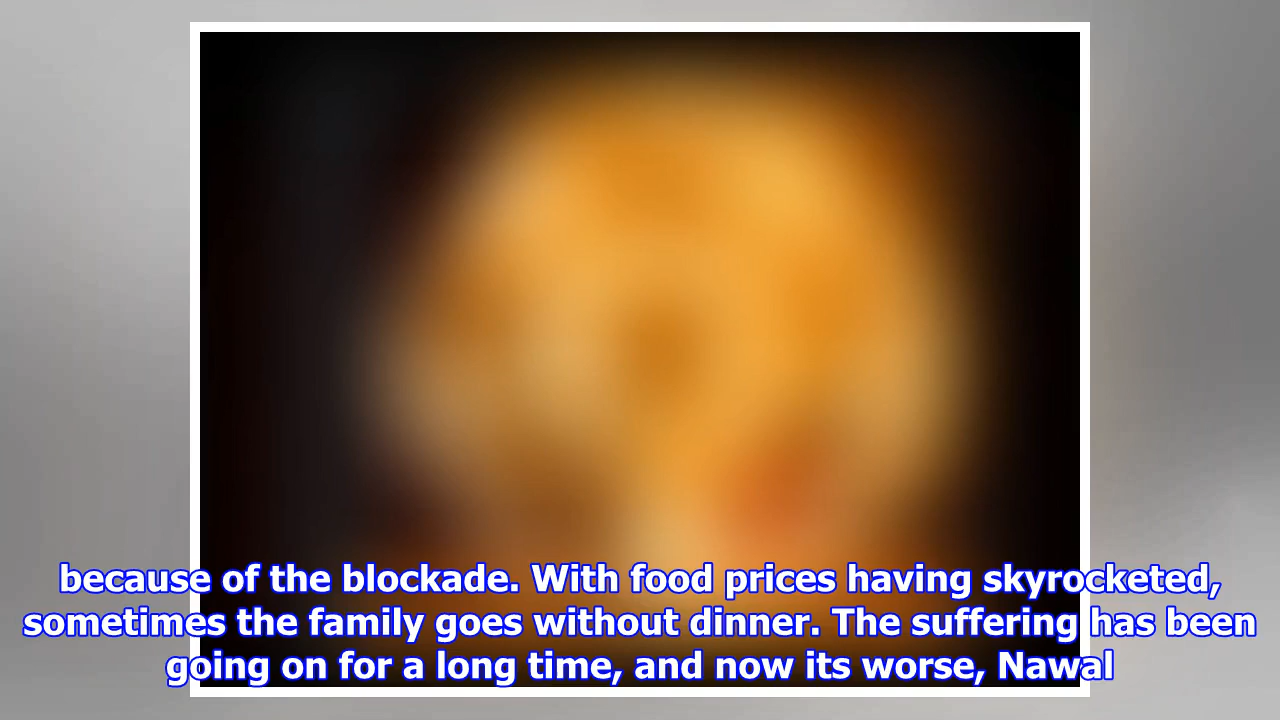 because of the blockade. With food prices having skyrocketed,
sometimes the family goes without dinner. The suffering has been
going on for a long time, and now its worse, Nawal